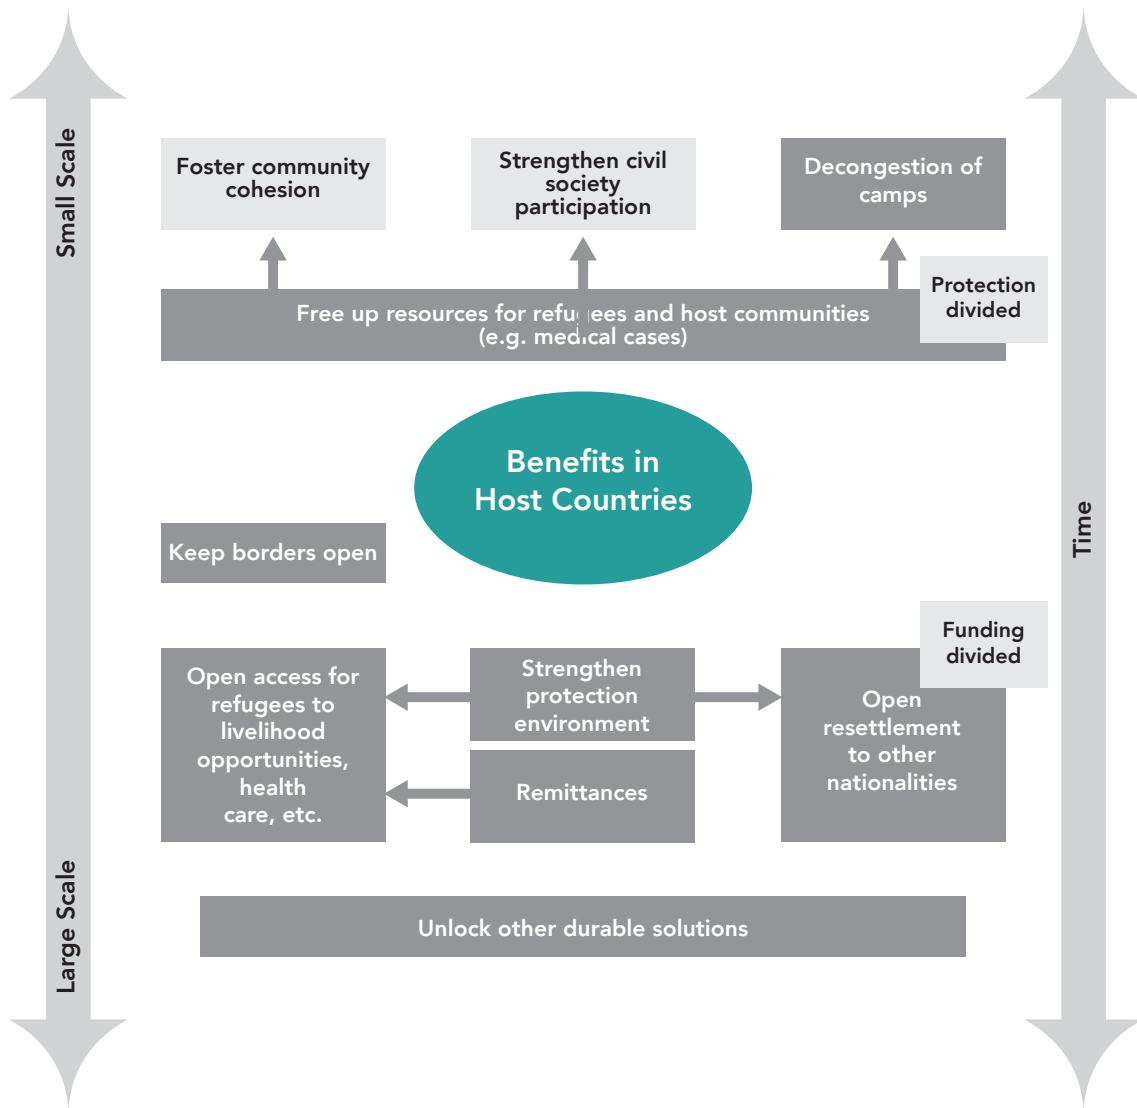 Small Scale
Foster community
cohesion
Strengthen civil
society
participation
Decongestion of
camps
Protection
divided
Free up resources for refugees and host communities
(e.g. medical cases)
Benefits in
Host Countries
Time
Keep borders open
Funding
divided
Open access for
refugees to
livelihood
opportunities,
health
care, etc.
Strengthen
protection
environment
Remittances
Open
resettlement
to other
nationalities
Large Scale
Unlock other durable solutions